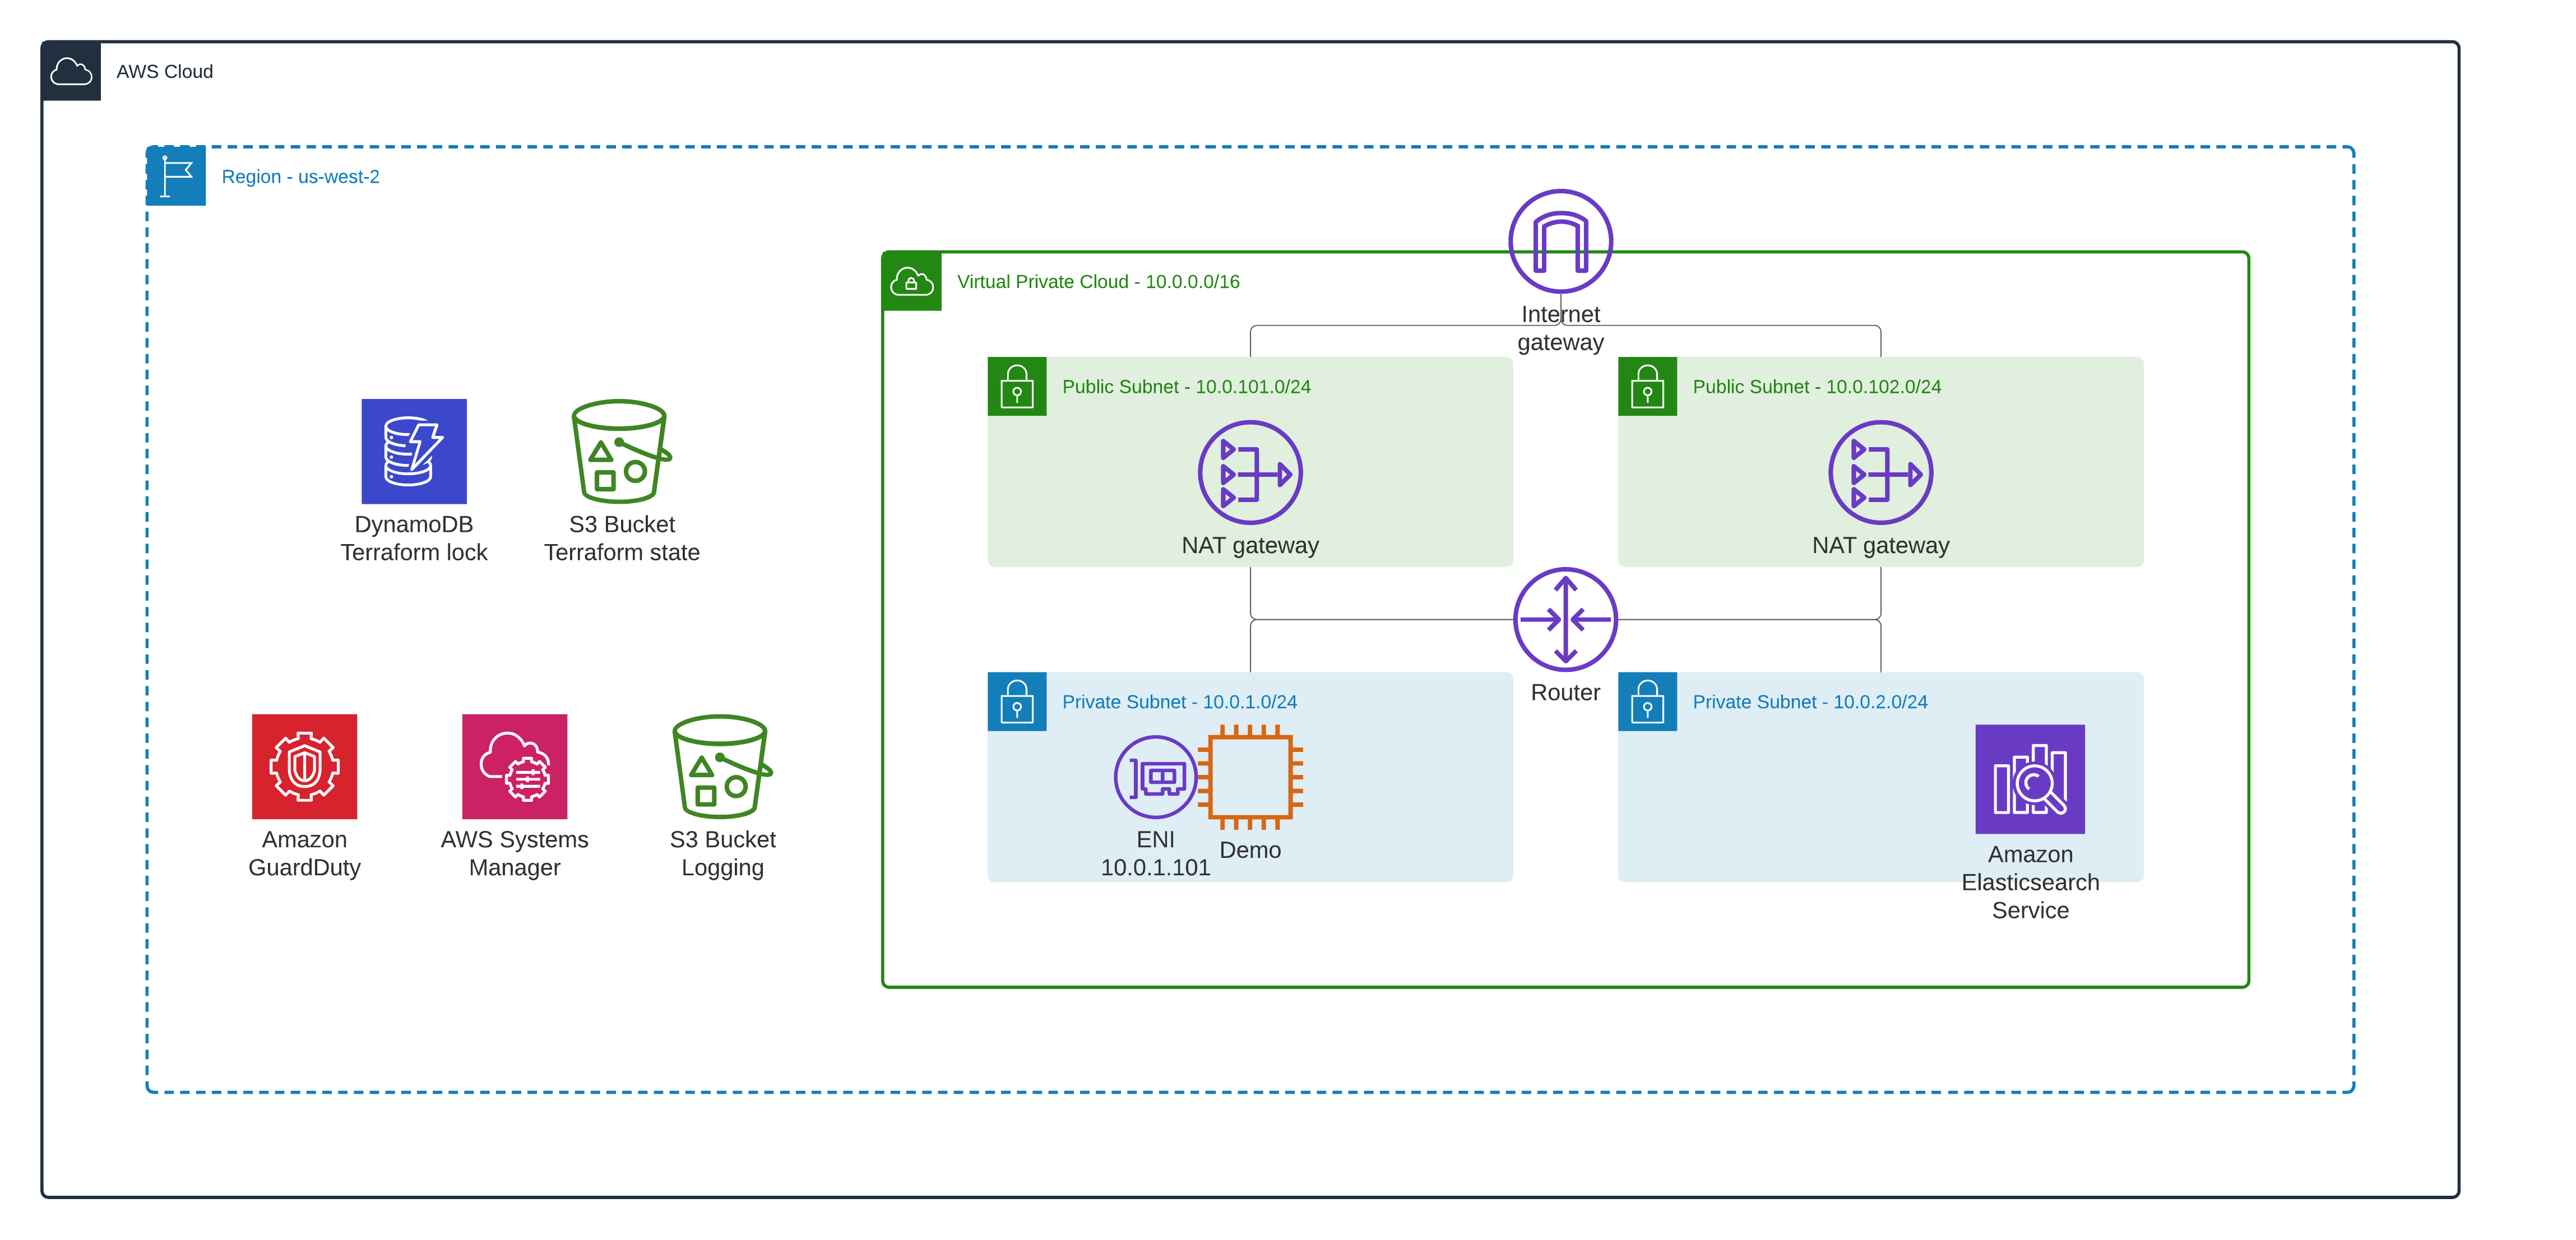 AWS Cloud
Region - us-west-2
Virtual Private Cloud - 10.0.0.0/16
Internet
gateway
Public Subnet - 10.0.101.0/24
Public Subnet - 10.0.102.0/24
NAT gateway
NAT gateway
DynamoDB
Terraform lock
S3 Bucket
Terraform state
Router
Private Subnet - 10.0.1.0/24
Private Subnet - 10.0.2.0/24
Amazon
GuardDuty
AWS Systems
Manager
S3 Bucket
Logging
ENI
10.0.1.101
Demo
Amazon
Elasticsearch
Service